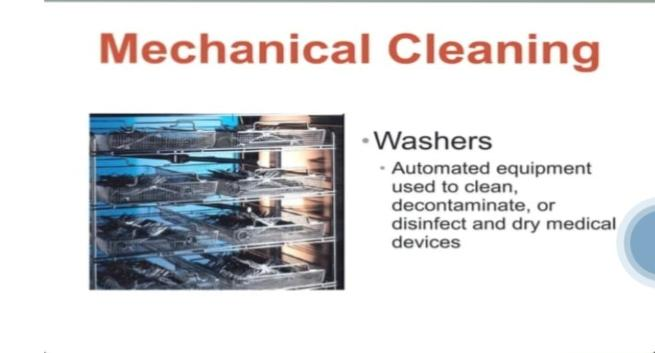 Mechanical Cleaning
• Washers
• Automated equipment
used to clean,
decontaminate, or
disinfect and dry medical
devices